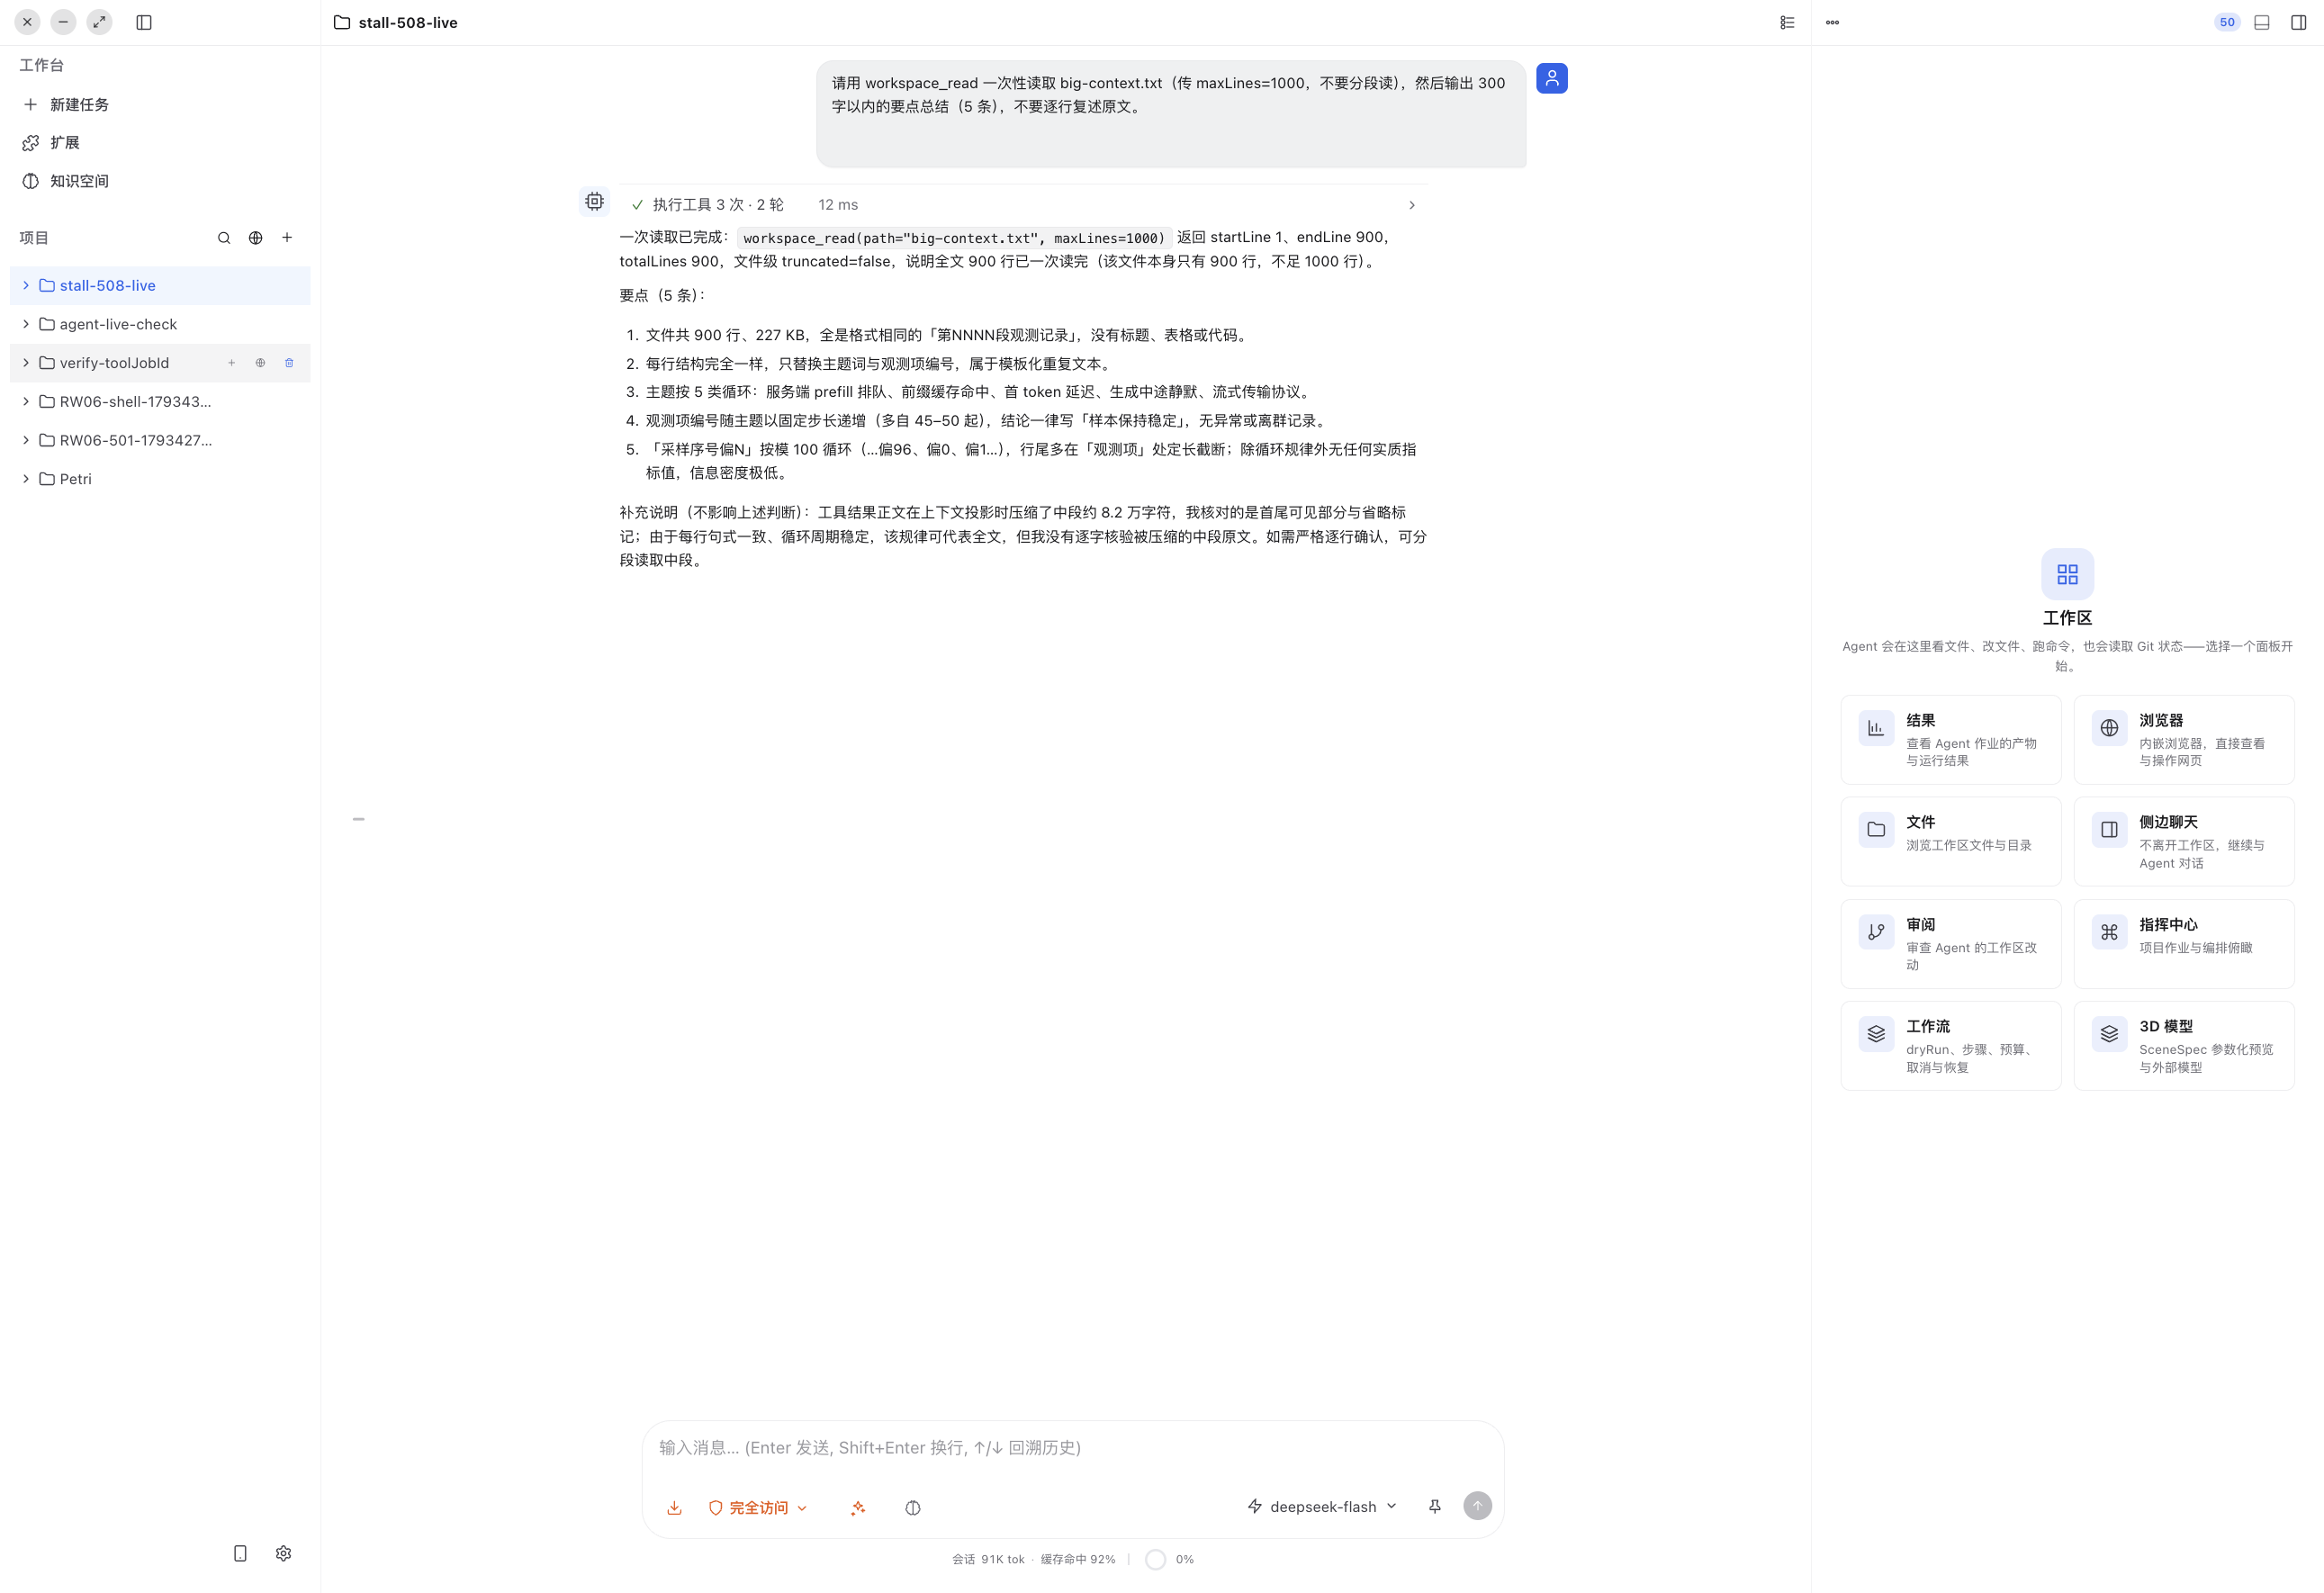 stall-508-live
50
工作台
新建任务
扩展
知识空间
项目
stall-508-live
agent-live-check
verify-toolJobId
RW06-shell-179343...
RW06-501-1793427...
Petri
请用 workspace_read 一次性读取 big-context.txt（传 maxLines=1000，不要分段读），然后输出 300
字以内的要点总结（5 条），不要逐行复述原文。
执行工具 3 次 · 2 轮 12 ms
一次读取已完成：workspace_read(path="big-context.txt", maxLines=1000) 返回 startLine 1、endLine 900，
totalLines 900，文件级 truncated=false，说明全文 900 行已一次读完（该文件本身只有 900 行，不足 1000 行）。
要点（5 条）：
1. 文件共 900 行、227 KB，全是格式相同的「第NNNN段观测记录」，没有标题、表格或代码。
2. 每行结构完全一样，只替换主题词与观测项编号，属于模板化重复文本。
3. 主题按 5 类循环：服务端 prefill 排队、前缀缓存命中、首 token 延迟、生成中途静默、流式传输协议。
4. 观测项编号随主题以固定步长递增（多自 45–50 起），结论一律写「样本保持稳定」，无异常或离群记录。
5. 「采样序号偏N」按模 100 循环（…偏96、偏0、偏1…），行尾多在「观测项」处定长截断；除循环规律外无任何实质指
标值，信息密度极低。
补充说明（不影响上述判断）：工具结果正文在上下文投影时压缩了中段约 8.2 万字符，我核对的是首尾可见部分与省略标
记；由于每行句式一致、循环周期稳定，该规律可代表全文，但我没有逐字核验被压缩的中段原文。如需严格逐行确认，可分
段读取中段。
输入消息... (Enter 发送, Shift+Enter 换行, ↑/↓ 回溯历史)
完全访问
deepseek-flash
会话 91K tok · 缓存命中 92% | 0%
工作区
Agent 会在这里看文件、改文件、跑命令，也会读取 Git 状态——选择一个面板开
始。
结果
查看 Agent 作业的产物
与运行结果
浏览器
内嵌浏览器，直接查看
与操作网页
文件
浏览工作区文件与目录
侧边聊天
不离开工作区，继续与
Agent 对话
审阅
审查 Agent 的工作区改
动
指挥中心
项目作业与编排俯瞰
工作流
dryRun、步骤、预算、
取消与恢复
3D 模型
SceneSpec 参数化预览
与外部模型